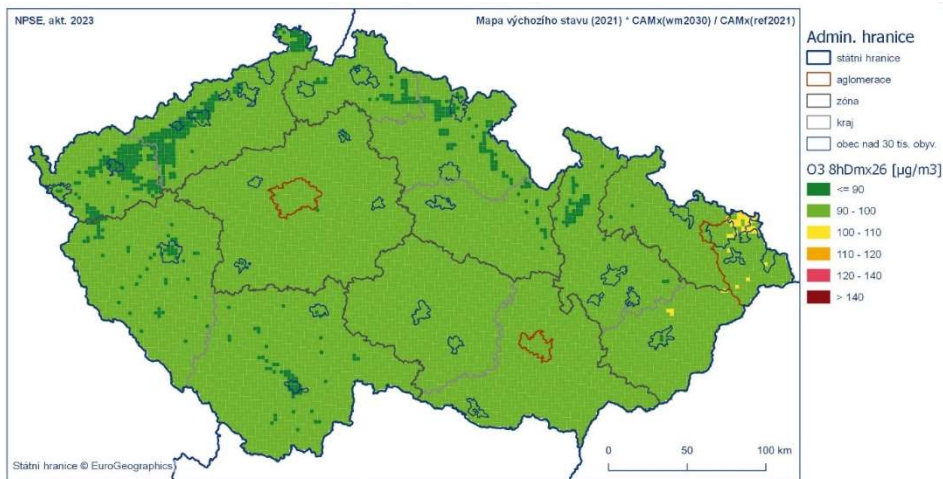 NPSE, akt. 2023
Mapa výchozího stavu (2021) * CAMx(wm2030) / CAMx(ref2021)
Admin. hranice
státní hranice
aglomerace
zóna
kraj
obec nad 30 tis. obyv.
O3 8hDmx26 [µg/m3]
<= 90
90 - 100
100 - 110
110 - 120
120 - 140
> 140
Státní hranice © EuroGeographics
0 50 100 km